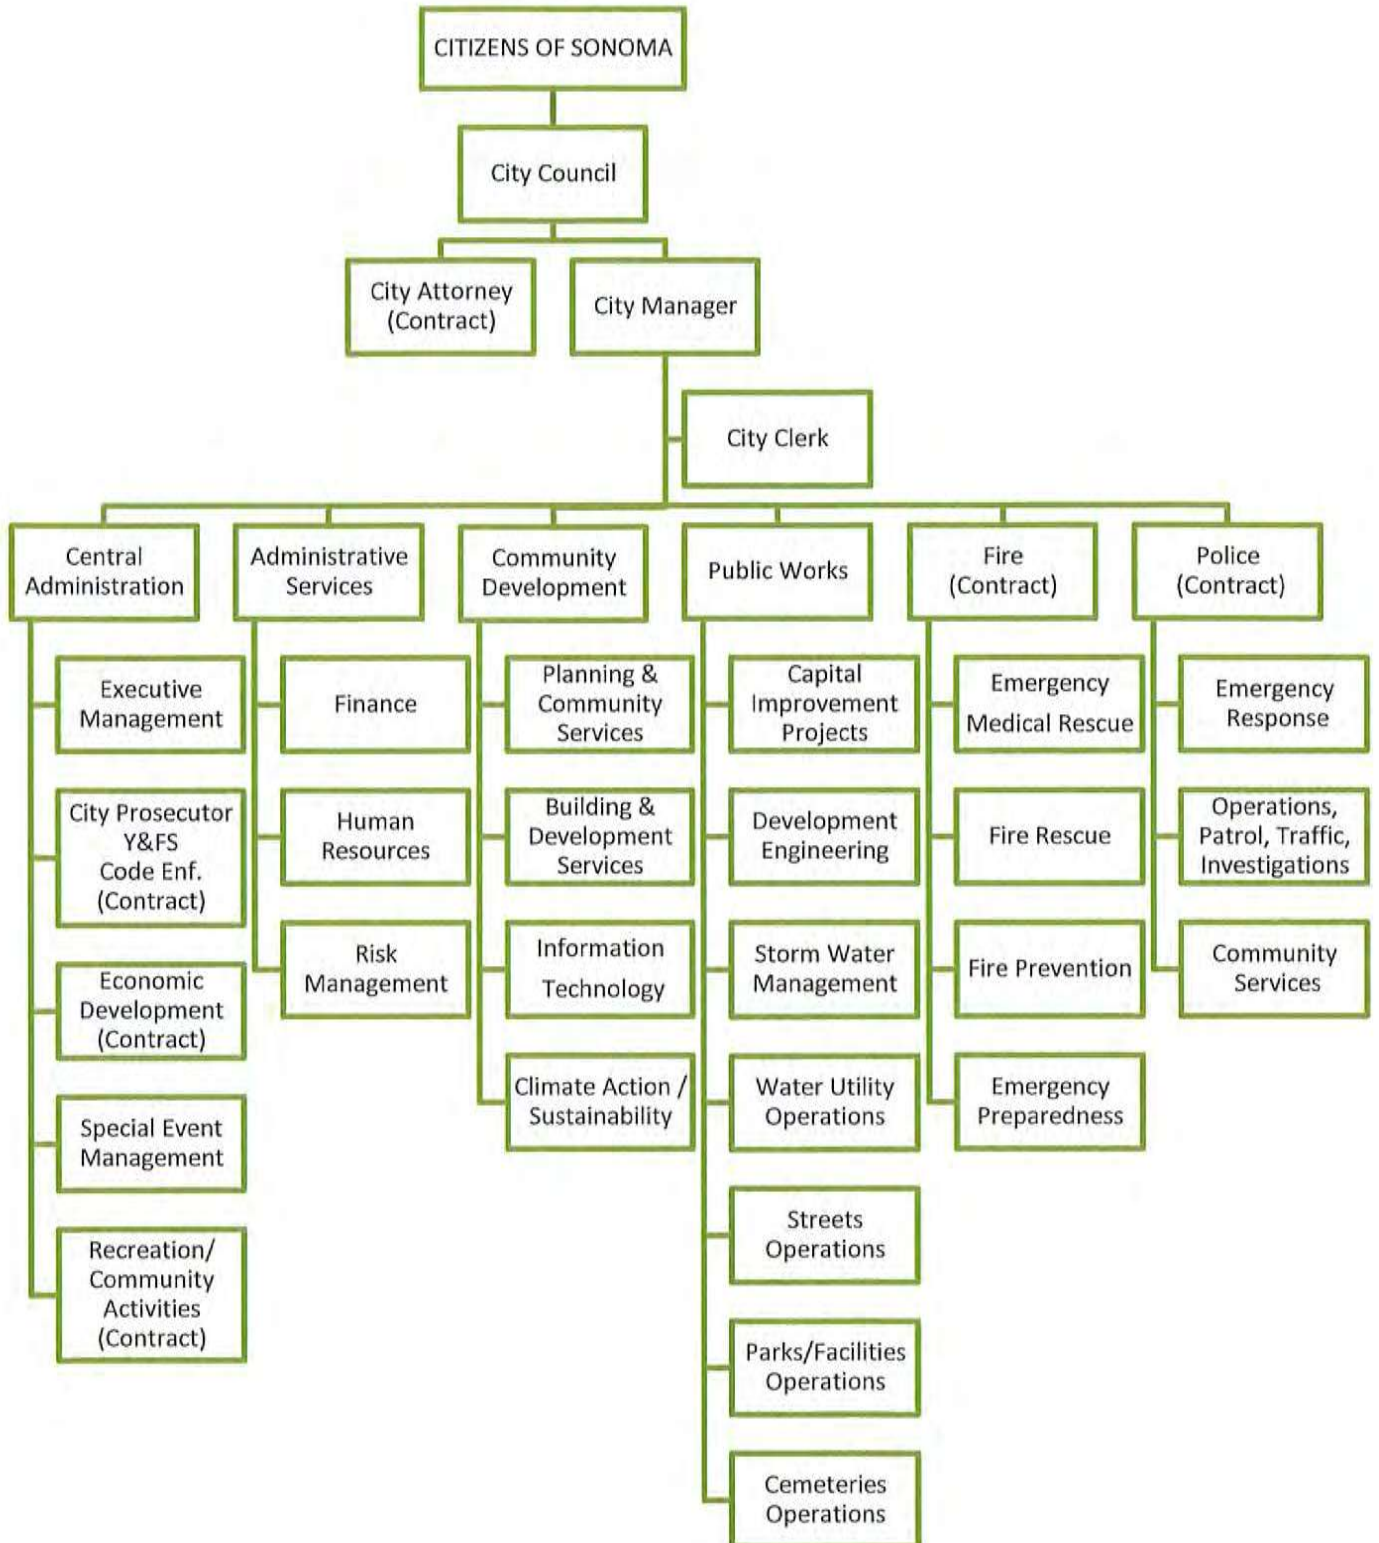 CITIZENS OF SONOMA
City Council
City Attorney
(Contract)
City Manager
City Clerk
Central
Administration
Administrative
Services
Community
Development
Public Works
Fire
(Contract)
Police
(Contract)
Executive
Management
City Prosecutor
Y&FS
Code Enf.
(Contract)
Economic
Development
(Contract)
Special Event
Management
Recreation/
Community
Activities
(Contract)
Finance
Human
Resources
Risk
Management
Planning &
Community
Services
Building &
Development
Services
Information
Technology
Climate Action /
Sustainability
Capital
Improvement
Projects
Development
Engineering
Storm Water
Management
Water Utility
Operations
Streets
Operations
Parks/Facilities
Operations
Cemeteries
Operations
Emergency
Medical Rescue
Fire Rescue
Fire Prevention
Emergency
Preparedness
Emergency
Response
Operations,
Patrol, Traffic,
Investigations
Community
Services